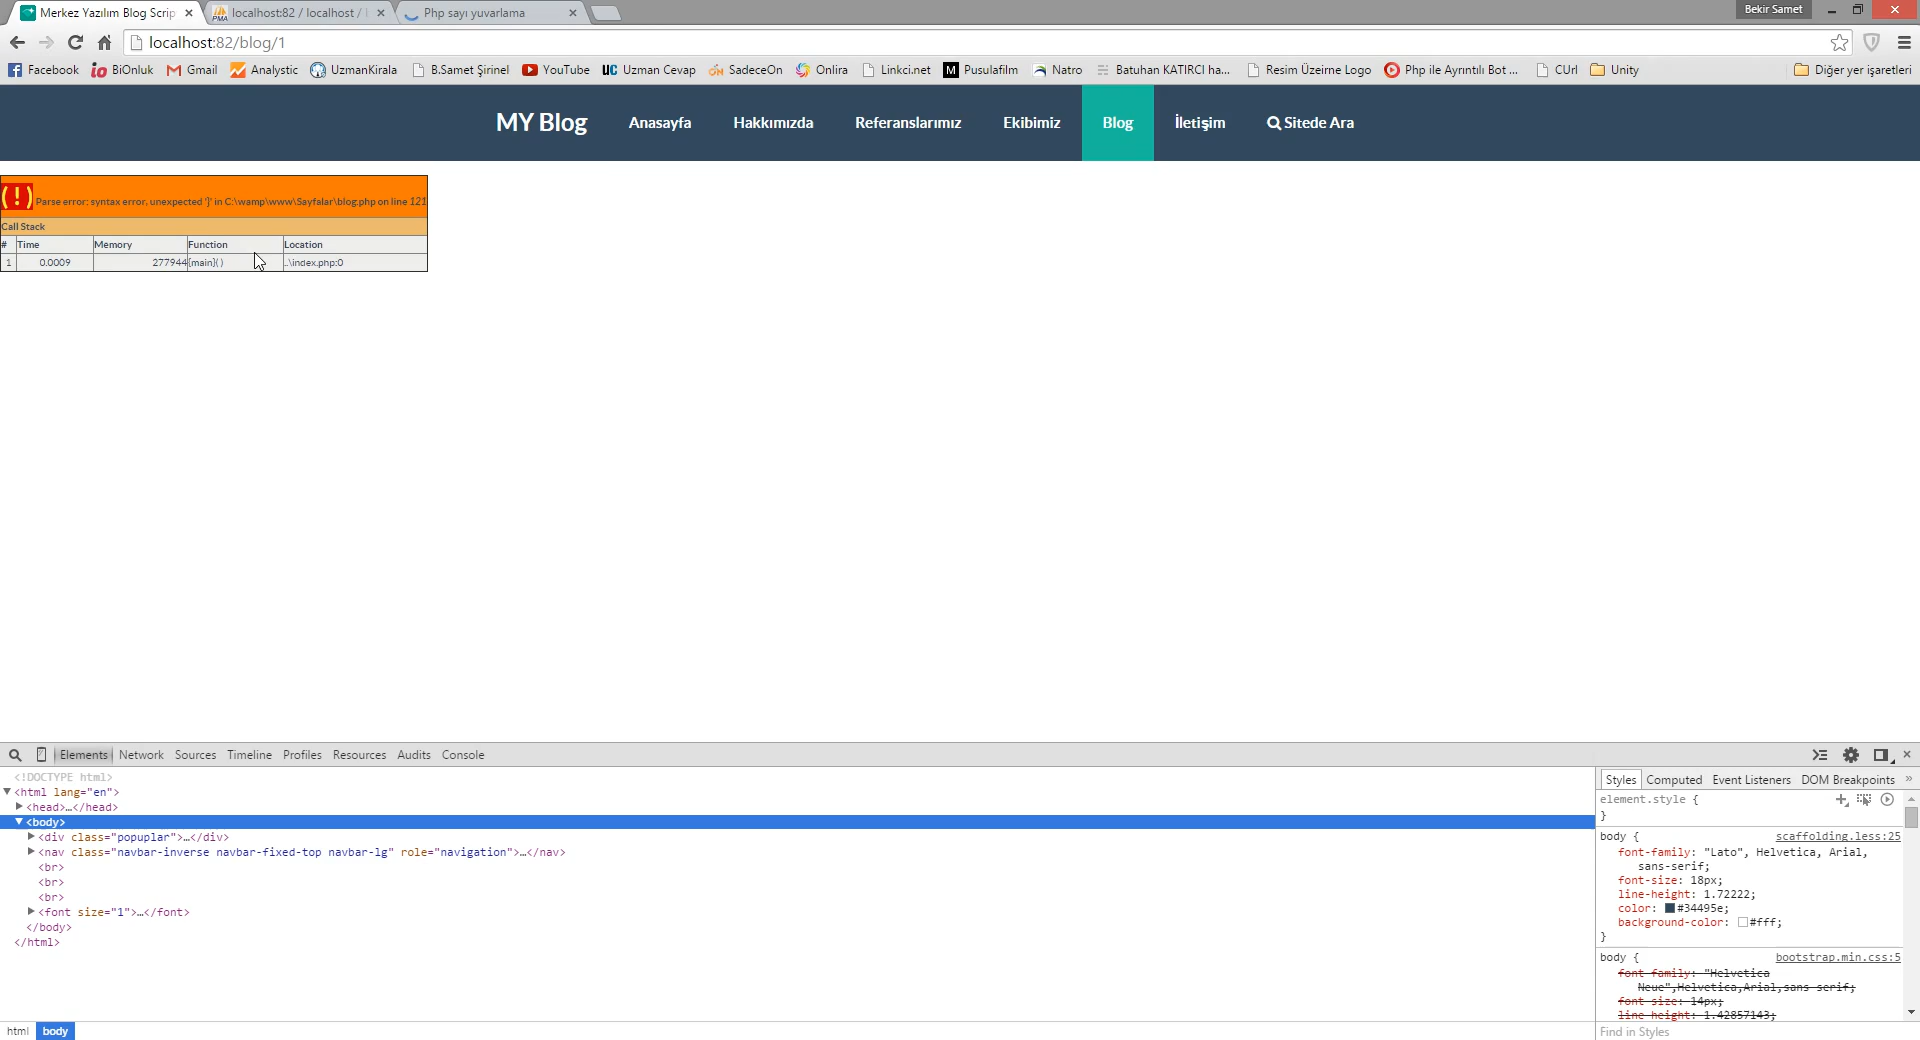 Merkez Yazılım Blog Scrip
localhost:82 / localhost / l
Php sayı yuvarlama
Bekir Samet
localhost:82/blog/1
Facebook BiOnluk Gmail Analystic UzmanKirala B.Samet Şirinel YouTube Uzman Cevap SadeceOn Onlira Linkci.net Pusulafilm Natro Batuhan KATIRCI ha... Resim Üzeirne Logo Php ile Ayrıntılı Bot ... CUrl Unity Diğer yer işaretleri
MY Blog Anasayfa Hakkımızda Referanslarımız Ekibimiz Blog İletişim Sitede Ara
(!) Parse error: syntax error, unexpected '}' in C:\wamp\www\Sayfalar\blog.php on line 121
Call Stack
# Time Memory Function Location
1 0.0009 277944 {main}( ) ..\index.php:0
Elements Network Sources Timeline Profiles Resources Audits Console
<!DOCTYPE html>
<html lang="en">
<head>…</head>
<body>
<div class="popuplar">…</div>
<nav class="navbar-inverse navbar-fixed-top navbar-lg" role="navigation">…</nav>
<br>
<br>
<br>
<font size="1">…</font>
</body>
</html>
html body
Styles Computed Event Listeners DOM Breakpoints »
element.style {
}
body { scaffolding.less:25
font-family: "Lato", Helvetica, Arial,
sans-serif;
font-size: 18px;
line-height: 1.72222;
color: #34495e;
background-color: #fff;
}
body { bootstrap.min.css:5
font-family: "Helvetica
Neue",Helvetica,Arial,sans-serif;
font-size: 14px;
line-height: 1.42857143;
Find in Styles